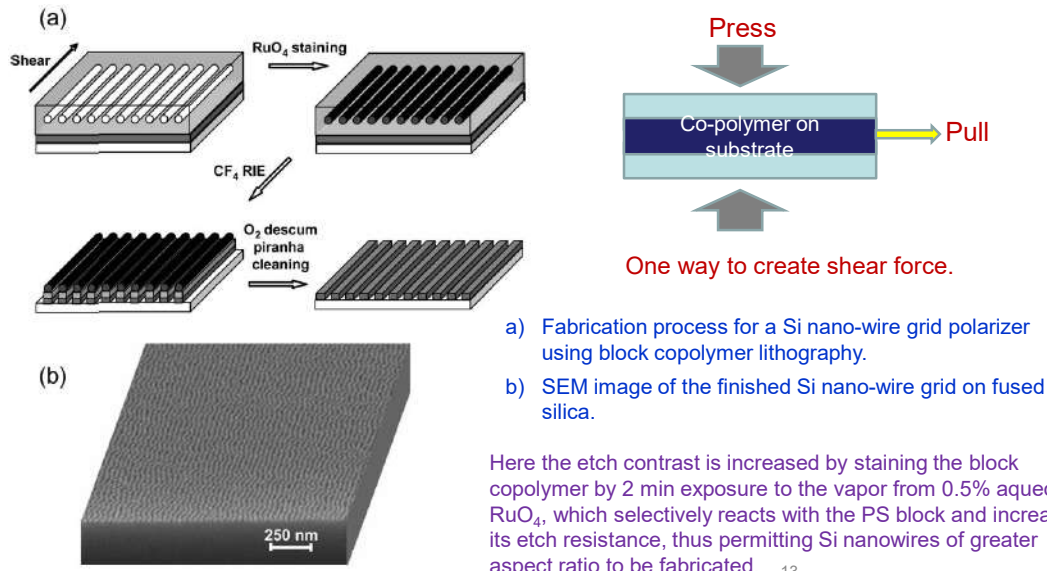 (a)
Shear
RuO4 staining
CF4 RIE
O2 descum
piranha
cleaning
(b)
250 nm
Press
Co-polymer on
substrate
Pull
One way to create shear force.
a) Fabrication process for a Si nano-wire grid polarizer
using block copolymer lithography.
b) SEM image of the finished Si nano-wire grid on fused
silica.
Here the etch contrast is increased by staining the block
copolymer by 2 min exposure to the vapor from 0.5%
RuO4, which selectively reacts with the PS block and
its etch resistance, thus permitting Si nanowires of greater
aspect ratio to be fabricated
13